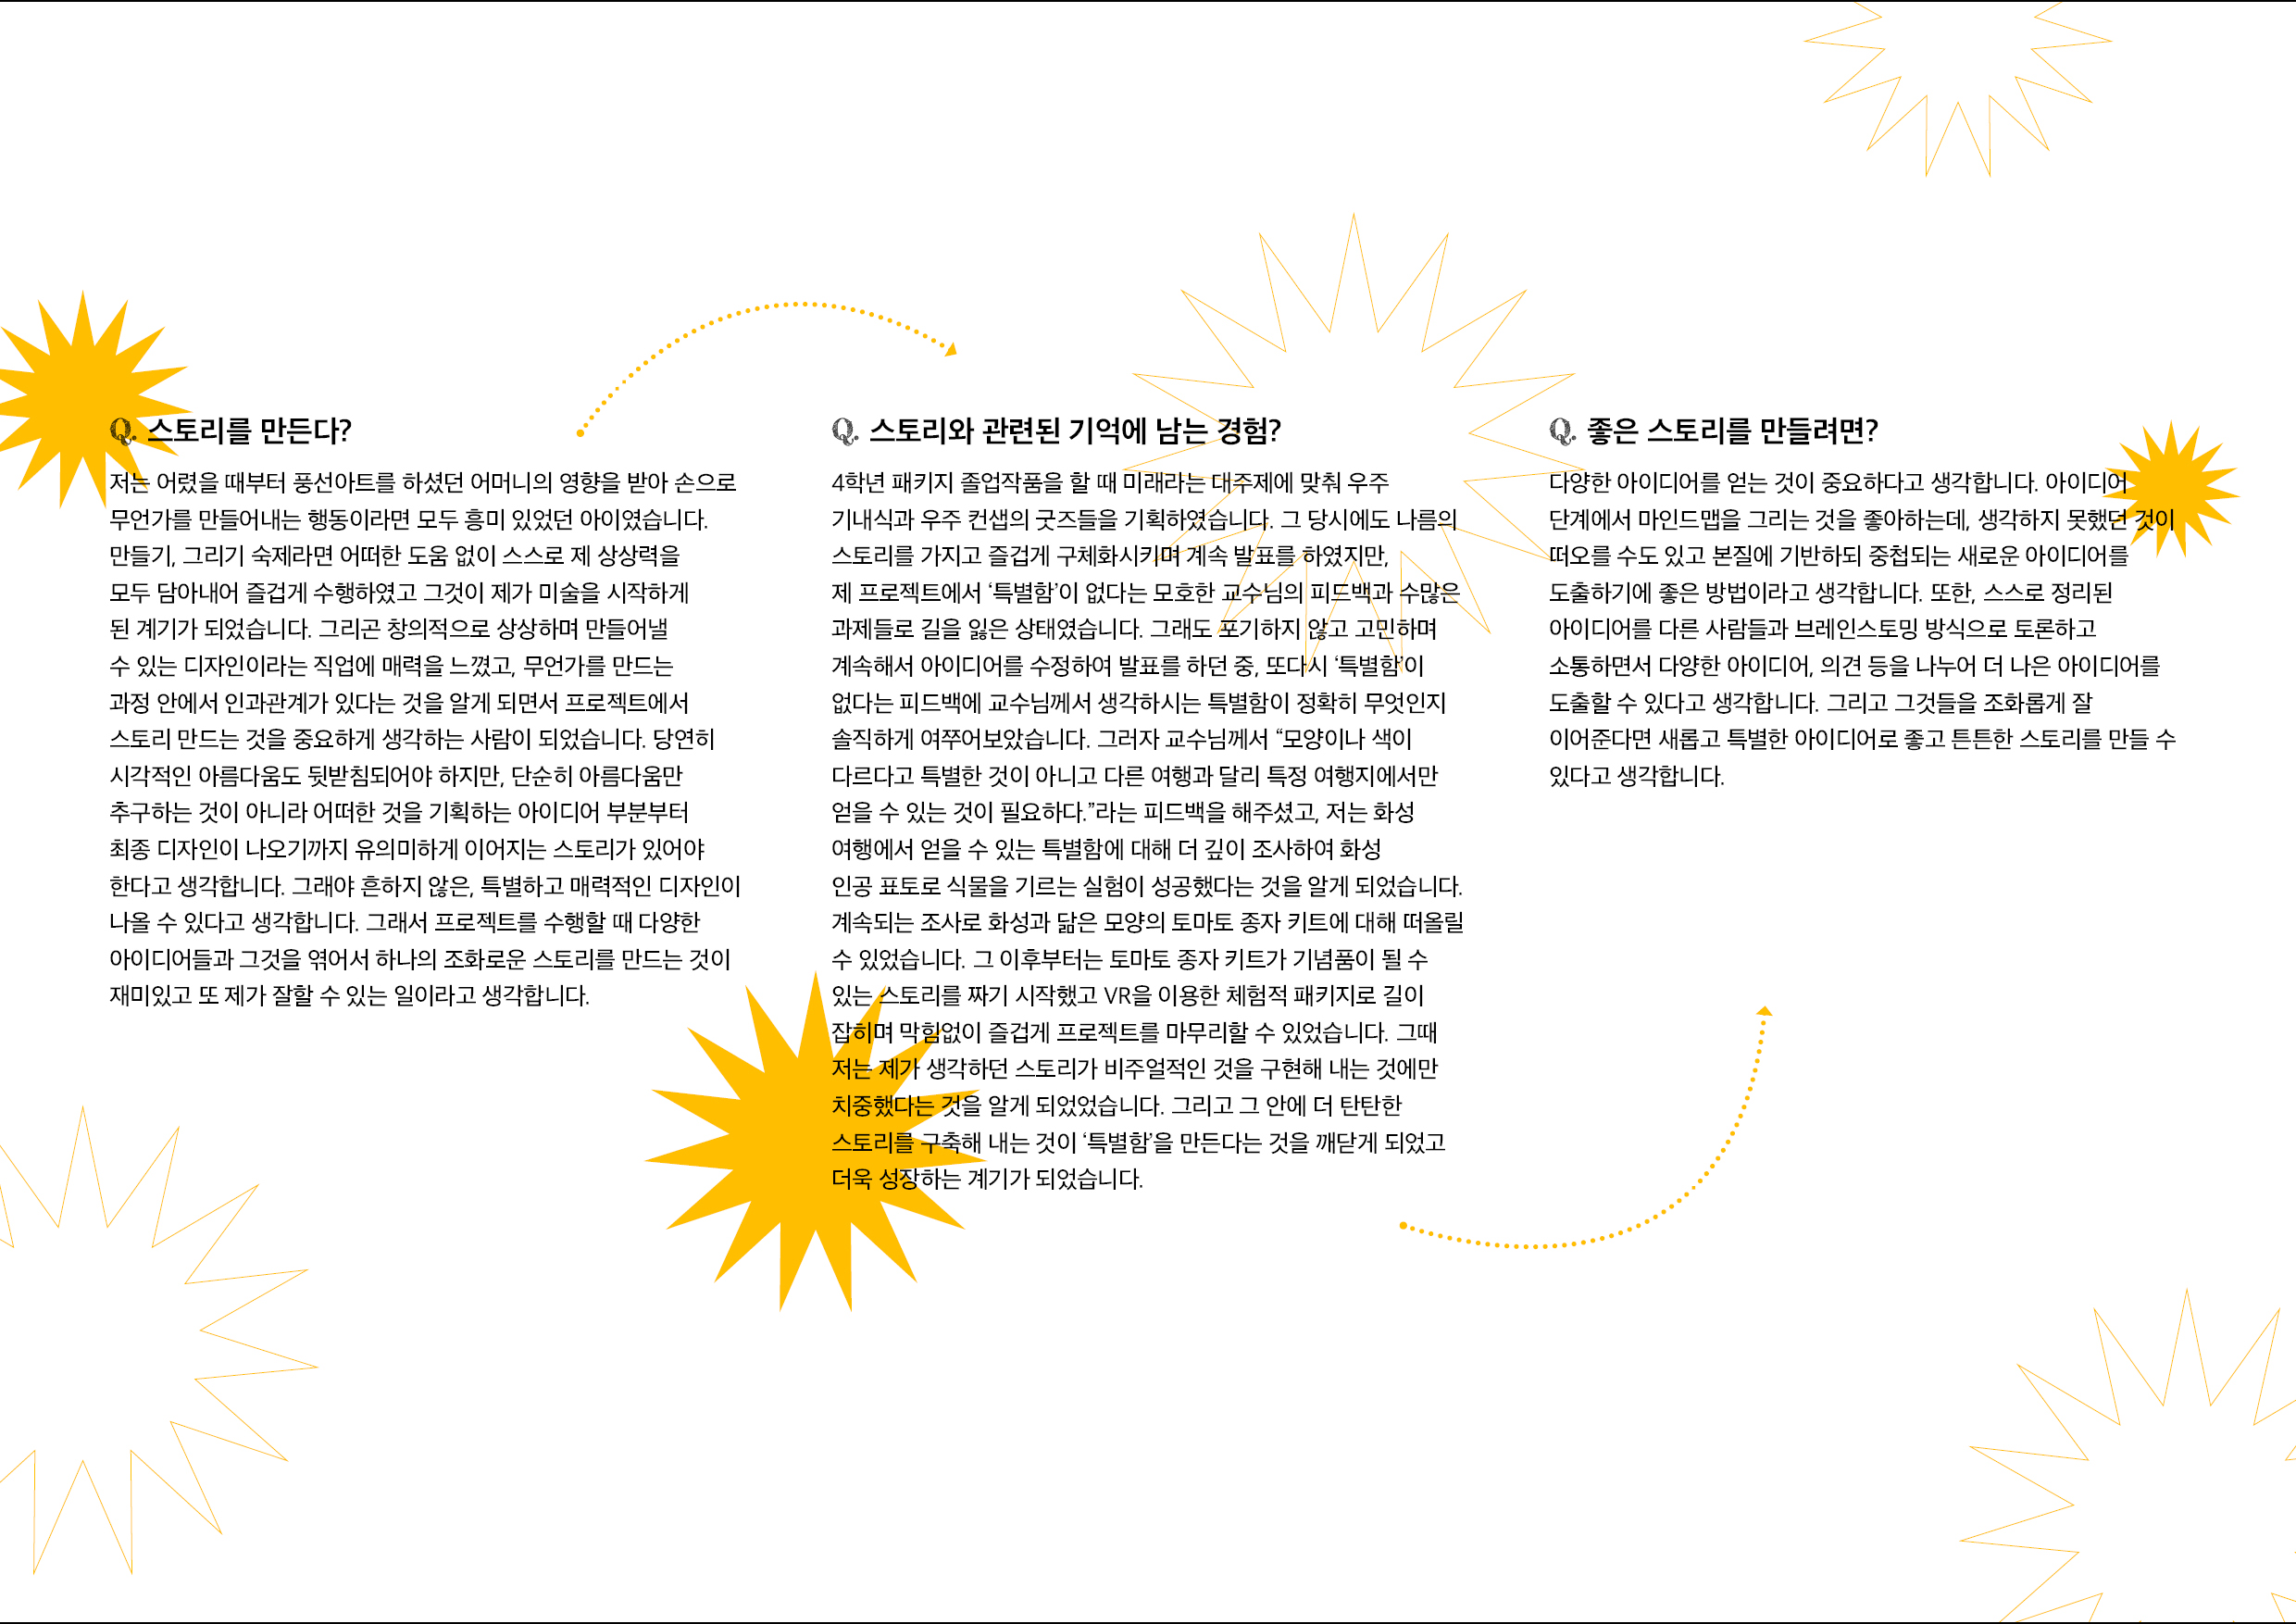 Q. 스토리를 만든다?
저는 어렸을 때부터 풍선아트를 하셨던 어머니의 영향을 받아 손으로
무언가를 만들어내는 행동이라면 모두 흥미 있었던 아이였습니다.
만들기, 그리기 숙제라면 어떠한 도움 없이 스스로 제 상상력을
모두 담아내어 즐겁게 수행하였고 그것이 제가 미술을 시작하게
된 계기가 되었습니다. 그리곤 창의적으로 상상하며 만들어낼
수 있는 디자인이라는 직업에 매력을 느꼈고, 무언가를 만드는
과정 안에서 인과관계가 있다는 것을 알게 되면서 프로젝트에서
스토리 만드는 것을 중요하게 생각하는 사람이 되었습니다. 당연히
시각적인 아름다움도 뒷받침되어야 하지만, 단순히 아름다움만
추구하는 것이 아니라 어떠한 것을 기획하는 아이디어 부분부터
최종 디자인이 나오기까지 유의미하게 이어지는 스토리가 있어야
한다고 생각합니다. 그래야 흔하지 않은, 특별하고 매력적인 디자인이
나올 수 있다고 생각합니다. 그래서 프로젝트를 수행할 때 다양한
아이디어들과 그것을 엮어서 하나의 조화로운 스토리를 만드는 것이
재미있고 또 제가 잘할 수 있는 일이라고 생각합니다.
Q. 스토리와 관련된 기억에 남는 경험?
4학년 패키지 졸업작품을 할 때 미래라는 대주제에 맞춰 우주
기내식과 우주 컨셉의 굿즈들을 기획하였습니다. 그 당시에도 나름의
스토리를 가지고 즐겁게 구체화시키며 계속 발표를 하였지만,
제 프로젝트에서 ‘특별함’이 없다는 모호한 교수님의 피드백과 수많은
과제들로 길을 잃은 상태였습니다. 그래도 포기하지 않고 고민하며
계속해서 아이디어를 수정하여 발표를 하던 중, 또다시 ‘특별함’이
없다는 피드백에 교수님께서 생각하시는 특별함이 정확히 무엇인지
솔직하게 여쭈어보았습니다. 그러자 교수님께서 “모양이나 색이
다르다고 특별한 것이 아니고 다른 여행과 달리 특정 여행지에서만
얻을 수 있는 것이 필요하다.”라는 피드백을 해주셨고, 저는 화성
여행에서 얻을 수 있는 특별함에 대해 더 깊이 조사하여 화성
인공 표토로 식물을 기르는 실험이 성공했다는 것을 알게 되었습니다.
계속되는 조사로 화성과 닮은 모양의 토마토 종자 키트에 대해 떠올릴
수 있었습니다. 그 이후부터는 토마토 종자 키트가 기념품이 될 수
있는 스토리를 짜기 시작했고 VR을 이용한 체험적 패키지로 길이
잡히며 막힘없이 즐겁게 프로젝트를 마무리할 수 있었습니다. 그때
저는 제가 생각하던 스토리가 비주얼적인 것을 구현해 내는 것에만
치중했다는 것을 알게 되었었습니다. 그리고 그 안에 더 탄탄한
스토리를 구축해 내는 것이 ‘특별함’을 만든다는 것을 깨닫게 되었고
더욱 성장하는 계기가 되었습니다.
Q. 좋은 스토리를 만들려면?
다양한 아이디어를 얻는 것이 중요하다고 생각합니다. 아이디어
단계에서 마인드맵을 그리는 것을 좋아하는데, 생각하지 못했던 것이
떠오를 수도 있고 본질에 기반하되 중첩되는 새로운 아이디어를
도출하기에 좋은 방법이라고 생각합니다. 또한, 스스로 정리된
아이디어를 다른 사람들과 브레인스토밍 방식으로 토론하고
소통하면서 다양한 아이디어, 의견 등을 나누어 더 나은 아이디어를
도출할 수 있다고 생각합니다. 그리고 그것들을 조화롭게 잘
이어준다면 새롭고 특별한 아이디어로 좋고 튼튼한 스토리를 만들 수
있다고 생각합니다.